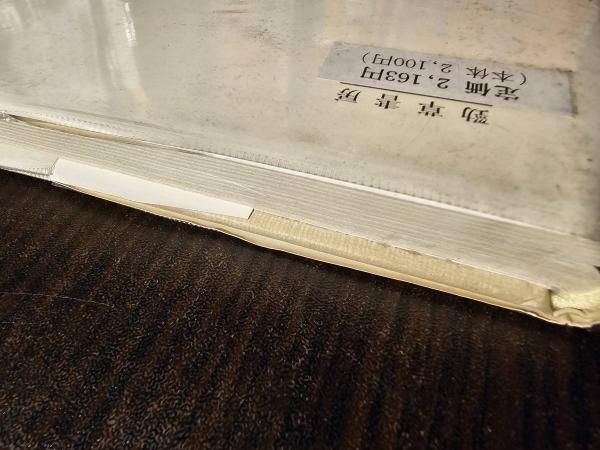 勁草書房
定価 2,163円
(本体 2,100円)